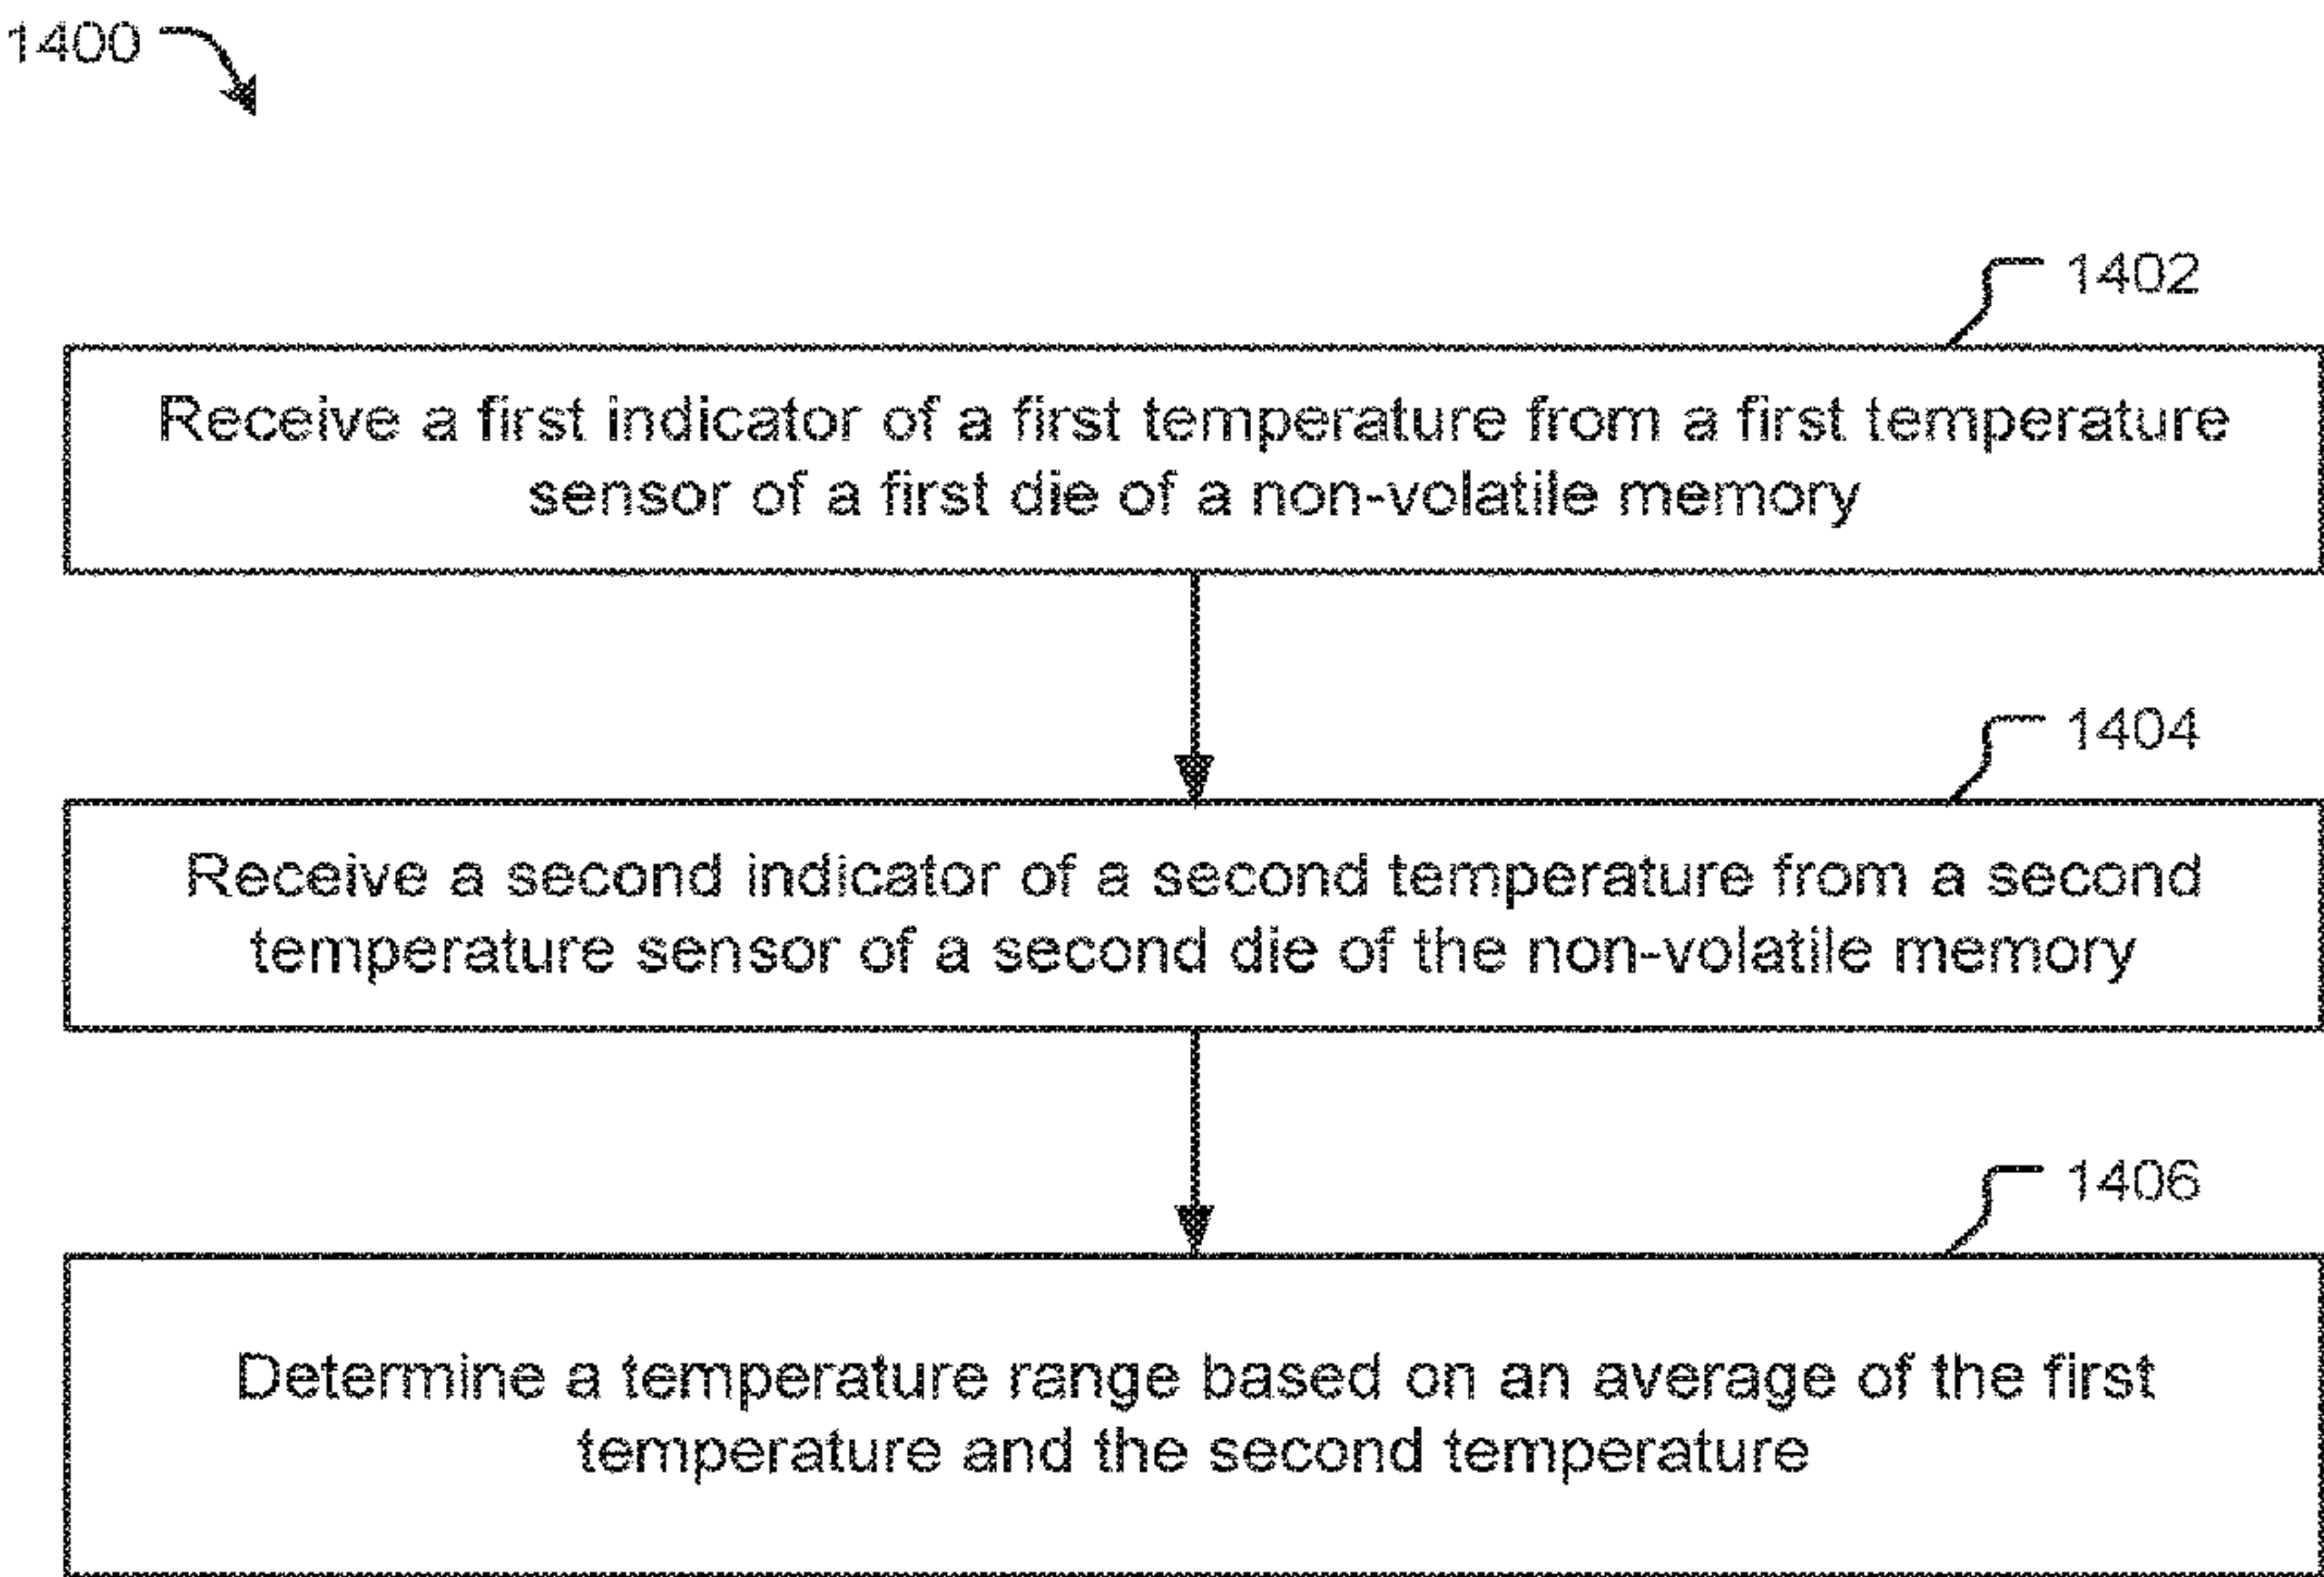 1400
1402
Receive a first indicator of a first temperature from a first temperature
sensor of a first die of a non-volatile memory
1404
Receive a second indicator of a second temperature from a second
temperature sensor of a second die of the non-volatile memory
1406
Determine a temperature range based on an average of the first
temperature and the second temperature